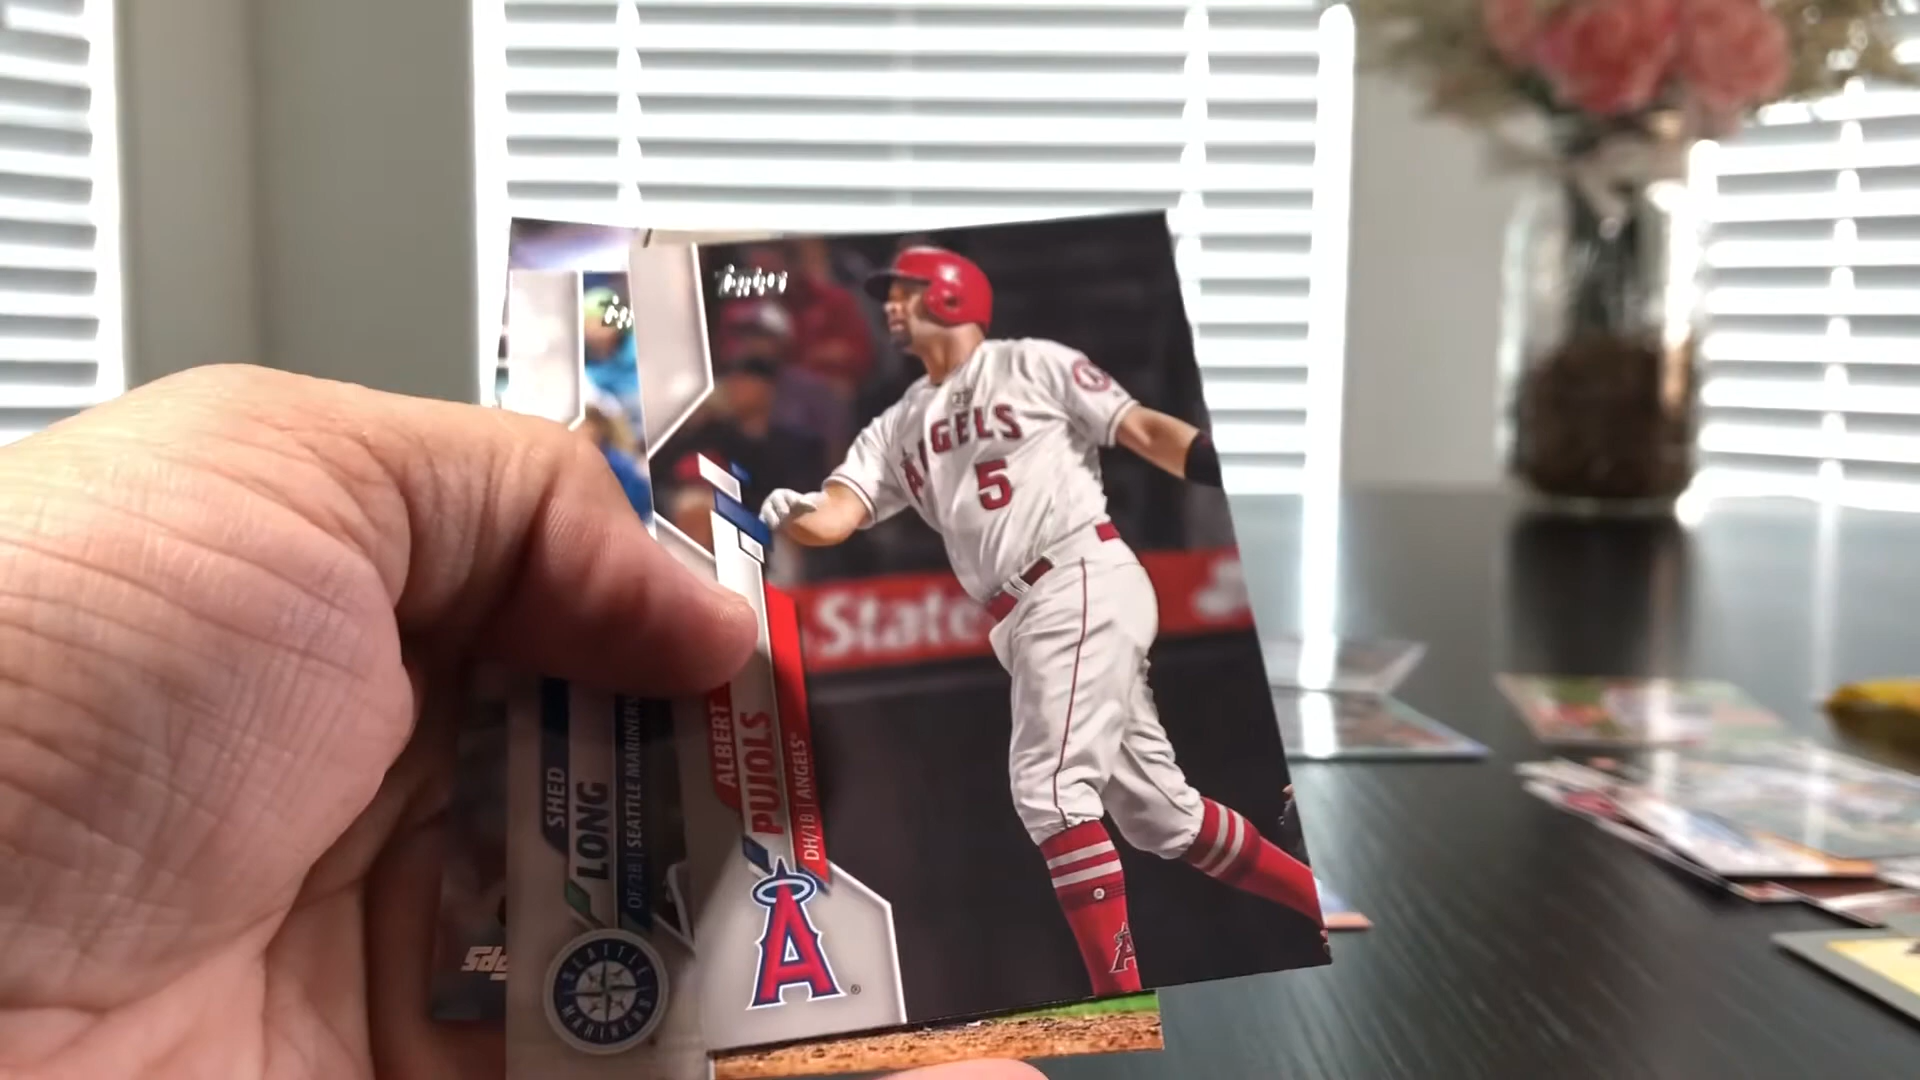 Topps
ANGELS
5
State
ALBERT
PUJOLS
DH/1B | ANGELS®
A
®
SHED
LONG
OF/2B | SEATTLE MARINERS
SEATTLE
MARINERS